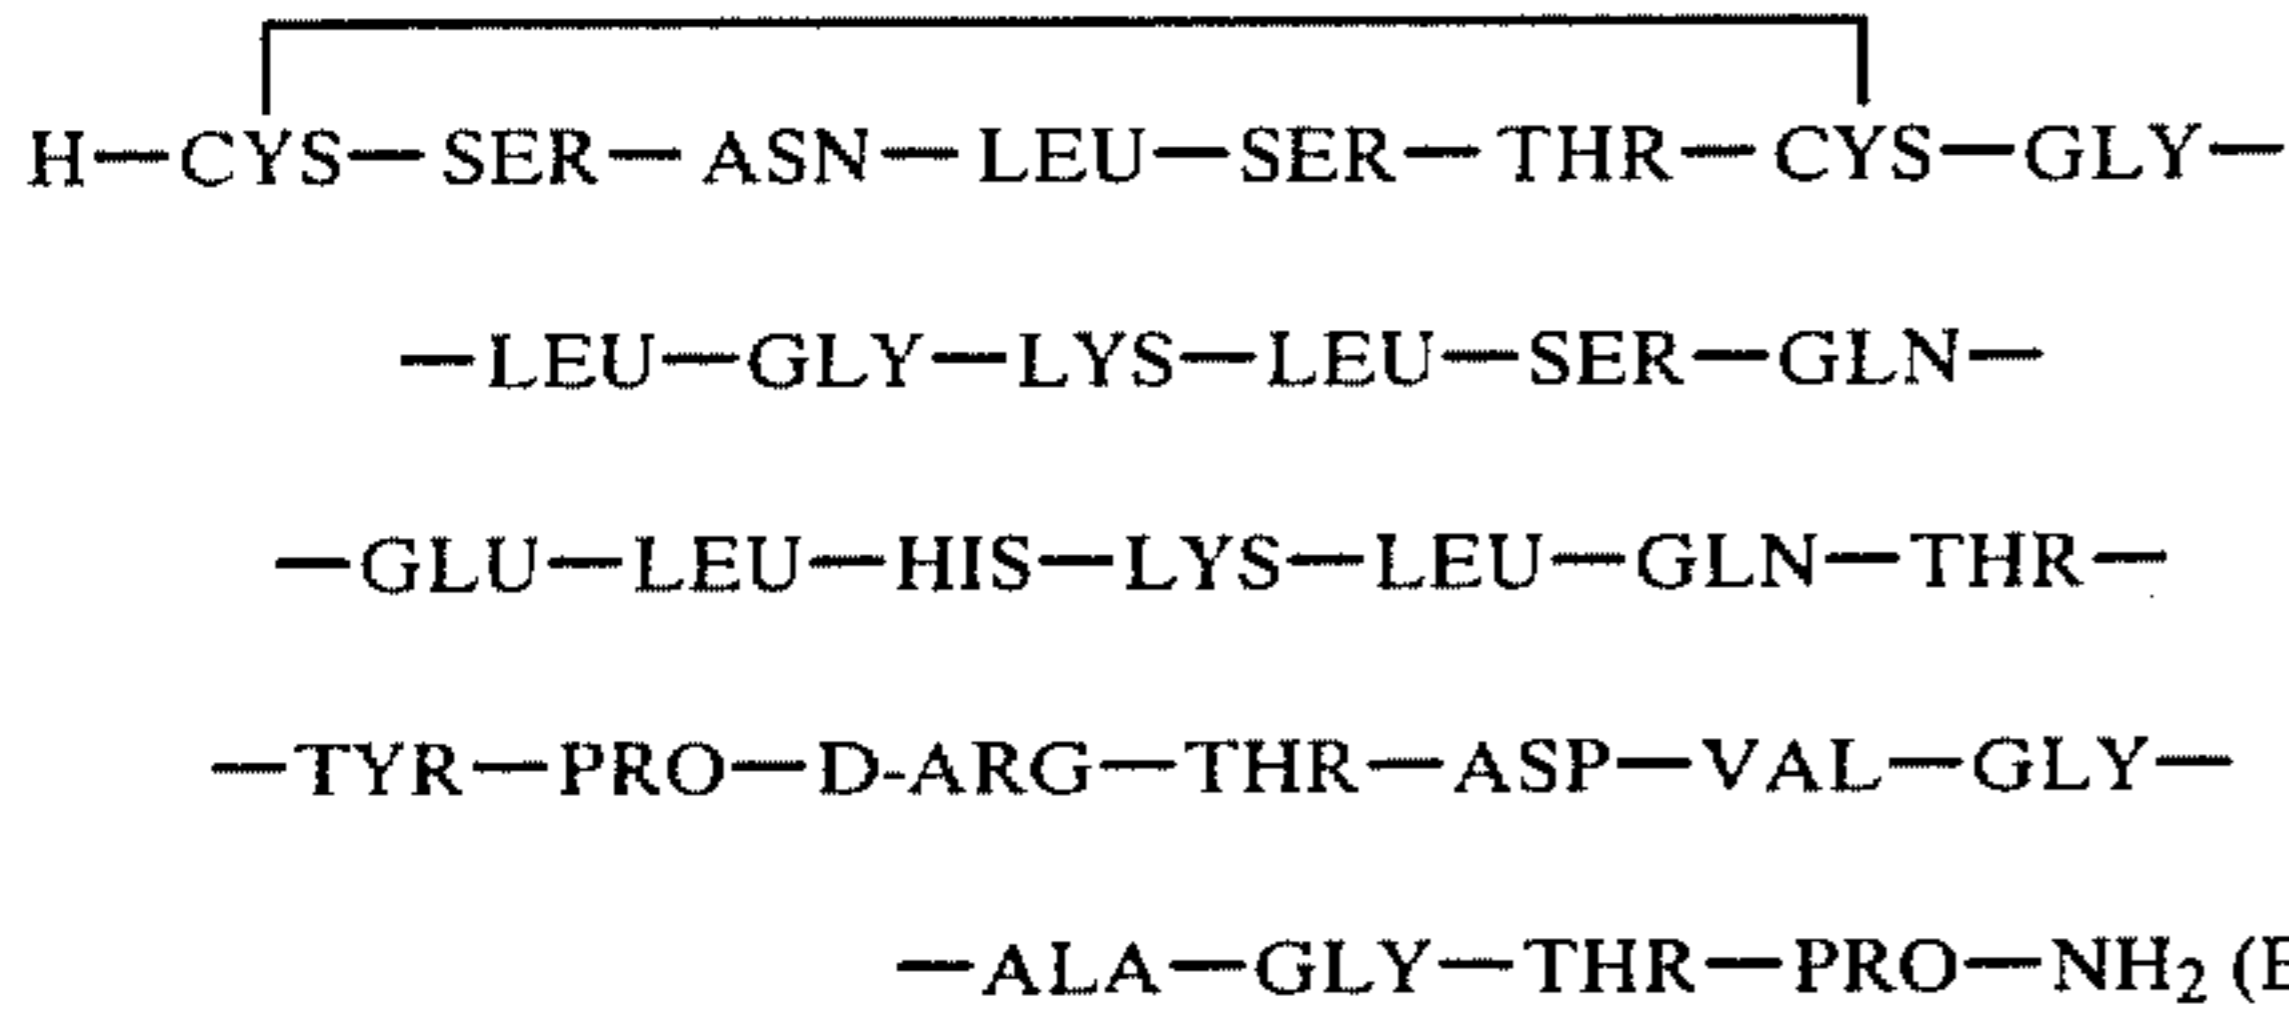 H—CYS—SER—ASN—LEU—SER—THR—CYS—GLY—
—LEU—GLY—LYS—LEU—SER—GLN—
—GLU—LEU—HIS—LYS—LEU—GLN—THR—
—TYR—PRO—D-ARG—THR—ASP—VAL—GLY—
—ALA—GLY—THR—PRO—NH₂